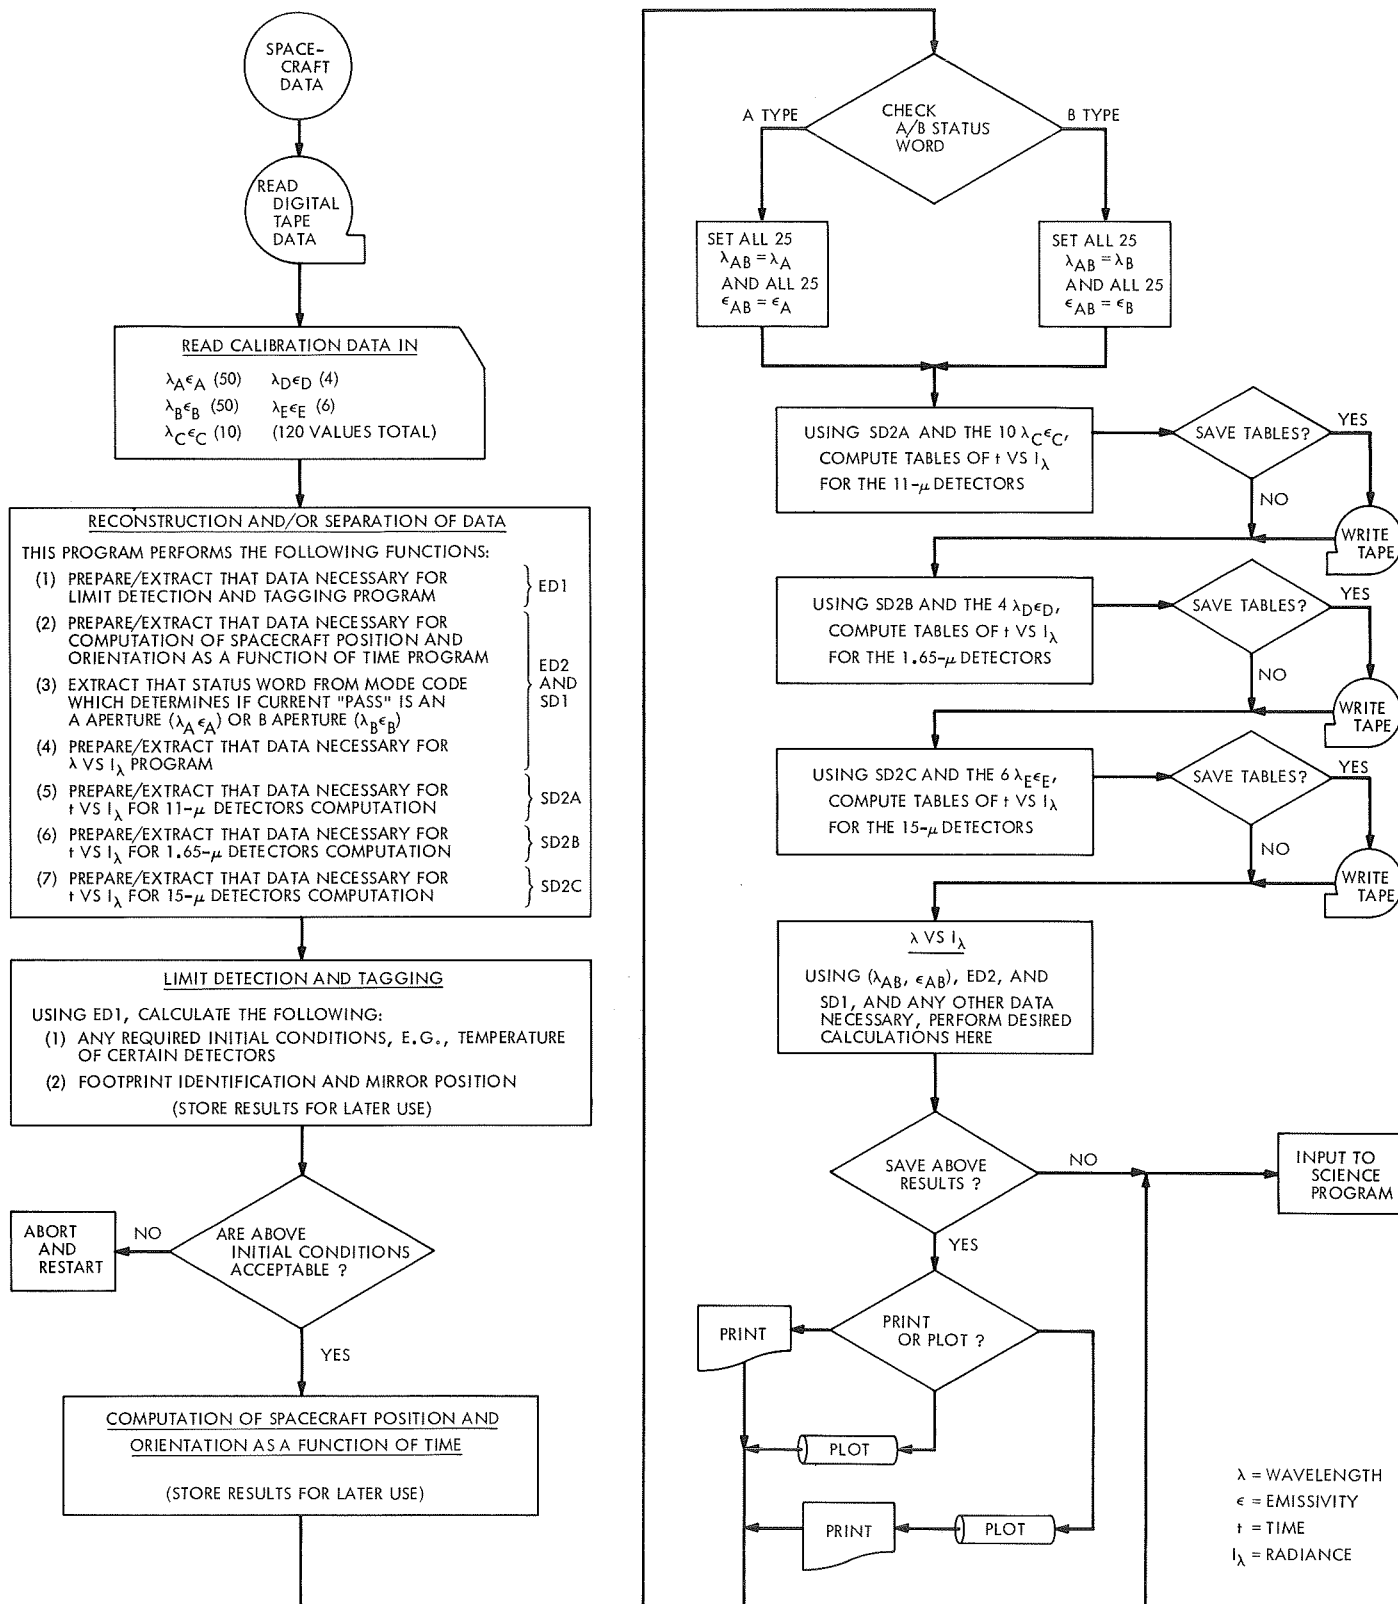 SPACE-
CRAFT
DATA
READ
DIGITAL
TAPE
DATA
READ CALIBRATION DATA IN
λAϵA (50) λDϵD (4)
λBϵB (50) λEϵE (6)
λCϵC (10) (120 VALUES TOTAL)
RECONSTRUCTION AND/OR SEPARATION OF DATA
THIS PROGRAM PERFORMS THE FOLLOWING FUNCTIONS:
(1) PREPARE/EXTRACT THAT DATA NECESSARY FOR
LIMIT DETECTION AND TAGGING PROGRAM
ED1
(2) PREPARE/EXTRACT THAT DATA NECESSARY FOR
COMPUTATION OF SPACECRAFT POSITION AND
ORIENTATION AS A FUNCTION OF TIME PROGRAM
(3) EXTRACT THAT STATUS WORD FROM MODE CODE
WHICH DETERMINES IF CURRENT "PASS" IS AN
A APERTURE (λAϵA) OR B APERTURE (λBϵB)
(4) PREPARE/EXTRACT THAT DATA NECESSARY FOR
λ VS Iλ PROGRAM
ED2
AND
SD1
(5) PREPARE/EXTRACT THAT DATA NECESSARY FOR
t VS Iλ FOR 11-μ DETECTORS COMPUTATION
SD2A
(6) PREPARE/EXTRACT THAT DATA NECESSARY FOR
t VS Iλ FOR 1.65-μ DETECTORS COMPUTATION
SD2B
(7) PREPARE/EXTRACT THAT DATA NECESSARY FOR
t VS Iλ FOR 15-μ DETECTORS COMPUTATION
SD2C
LIMIT DETECTION AND TAGGING
USING ED1, CALCULATE THE FOLLOWING:
(1) ANY REQUIRED INITIAL CONDITIONS, E.G., TEMPERATURE
OF CERTAIN DETECTORS
(2) FOOTPRINT IDENTIFICATION AND MIRROR POSITION
(STORE RESULTS FOR LATER USE)
ARE ABOVE
INITIAL CONDITIONS
ACCEPTABLE ?
NO
ABORT
AND
RESTART
YES
COMPUTATION OF SPACECRAFT POSITION AND
ORIENTATION AS A FUNCTION OF TIME
(STORE RESULTS FOR LATER USE)
CHECK
A/B STATUS
WORD
A TYPE
B TYPE
SET ALL 25
λAB = λA
AND ALL 25
ϵAB = ϵA
SET ALL 25
λAB = λB
AND ALL 25
ϵAB = ϵB
USING SD2A AND THE 10 λCϵC,
COMPUTE TABLES OF t VS Iλ
FOR THE 11-μ DETECTORS
SAVE TABLES?
YES
NO
WRITE
TAPE
USING SD2B AND THE 4 λDϵD,
COMPUTE TABLES OF t VS Iλ
FOR THE 1.65-μ DETECTORS
SAVE TABLES?
YES
NO
WRITE
TAPE
USING SD2C AND THE 6 λEϵE,
COMPUTE TABLES OF t VS Iλ
FOR THE 15-μ DETECTORS
SAVE TABLES?
YES
NO
WRITE
TAPE
λ VS Iλ
USING (λAB, ϵAB), ED2, AND
SD1, AND ANY OTHER DATA
NECESSARY, PERFORM DESIRED
CALCULATIONS HERE
SAVE ABOVE
RESULTS ?
NO
INPUT TO
SCIENCE
PROGRAM
YES
PRINT
OR PLOT ?
PRINT
PLOT
PRINT
PLOT
λ = WAVELENGTH
ϵ = EMISSIVITY
t = TIME
Iλ = RADIANCE